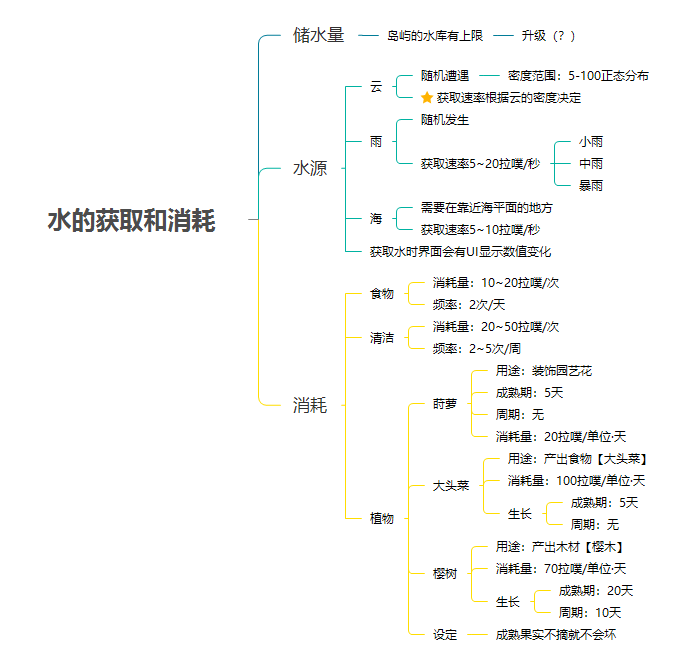 水的获取和消耗
储水量
岛屿的水库有上限
升级（？）
水源
云
随机遭遇
密度范围：5-100正态分布
获取速率根据云的密度决定
雨
随机发生
获取速率5~20拉噗/秒
小雨
中雨
暴雨
海
需要在靠近海平面的地方
获取速率5~10拉噗/秒
获取水时界面会有UI显示数值变化
消耗
食物
消耗量：10~20拉噗/次
频率：2次/天
清洁
消耗量：20~50拉噗/次
频率：2~5次/周
植物
莳萝
用途：装饰园艺花
成熟期：5天
周期：无
消耗量：20拉噗/单位·天
大头菜
用途：产出食物【大头菜】
消耗量：100拉噗/单位·天
生长
成熟期：5天
周期：无
樱树
用途：产出木材【樱木】
消耗量：70拉噗/单位·天
生长
成熟期：20天
周期：10天
设定
成熟果实不摘就不会坏